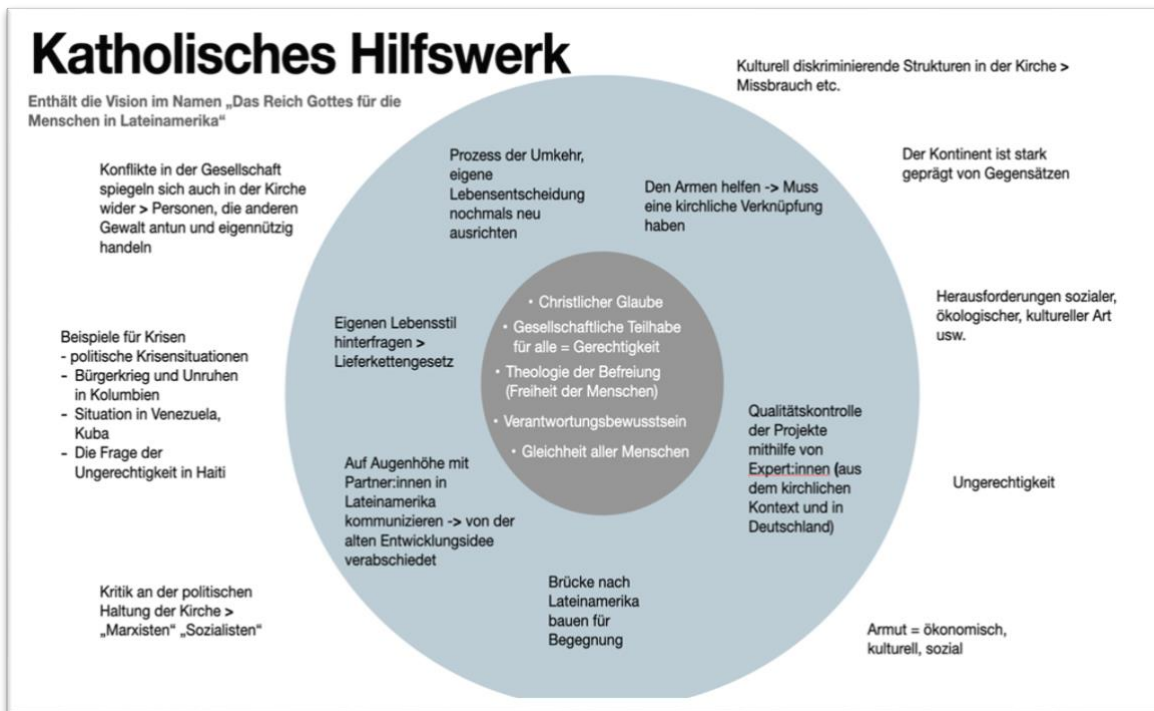 Katholisches Hilfswerk
Enthält die Vision im Namen „Das Reich Gottes für die
Menschen in Lateinamerika“
Kulturell diskriminierende Strukturen in der Kirche >
Missbrauch etc.
Konflikte in der Gesellschaft
spiegeln sich auch in der Kirche
wider > Personen, die anderen
Gewalt antun und eigennützig
handeln
Prozess der Umkehr,
eigene
Lebensentscheidung
nochmals neu
ausrichten
Den Armen helfen -> Muss
eine kirchliche Verknüpfung
haben
Der Kontinent ist stark
geprägt von Gegensätzen
Beispiele für Krisen
- politische Krisensituationen
- Bürgerkrieg und Unruhen
in Kolumbien
- Situation in Venezuela,
Kuba
- Die Frage der
Ungerechtigkeit in Haiti
Eigenen Lebensstil
hinterfragen >
Lieferkettengesetz
• Christlicher Glaube
• Gesellschaftliche Teilhabe
für alle = Gerechtigkeit
• Theologie der Befreiung
(Freiheit der Menschen)
• Verantwortungsbewusstsein
• Gleichheit aller Menschen
Herausforderungen sozialer,
ökologischer, kultureller Art
usw.
Auf Augenhöhe mit
Partner:innen in
Lateinamerika
kommunizieren -> von der
alten Entwicklungsidee
verabschiedet
Qualitätskontrolle
der Projekte
mithilfe von
Expert:innen (aus
dem kirchlichen
Kontext und in
Deutschland)
Ungerechtigkeit
Kritik an der politischen
Haltung der Kirche >
„Marxisten“ „Sozialisten“
Brücke nach
Lateinamerika
bauen für
Begegnung
Armut = ökonomisch,
kulturell, sozial